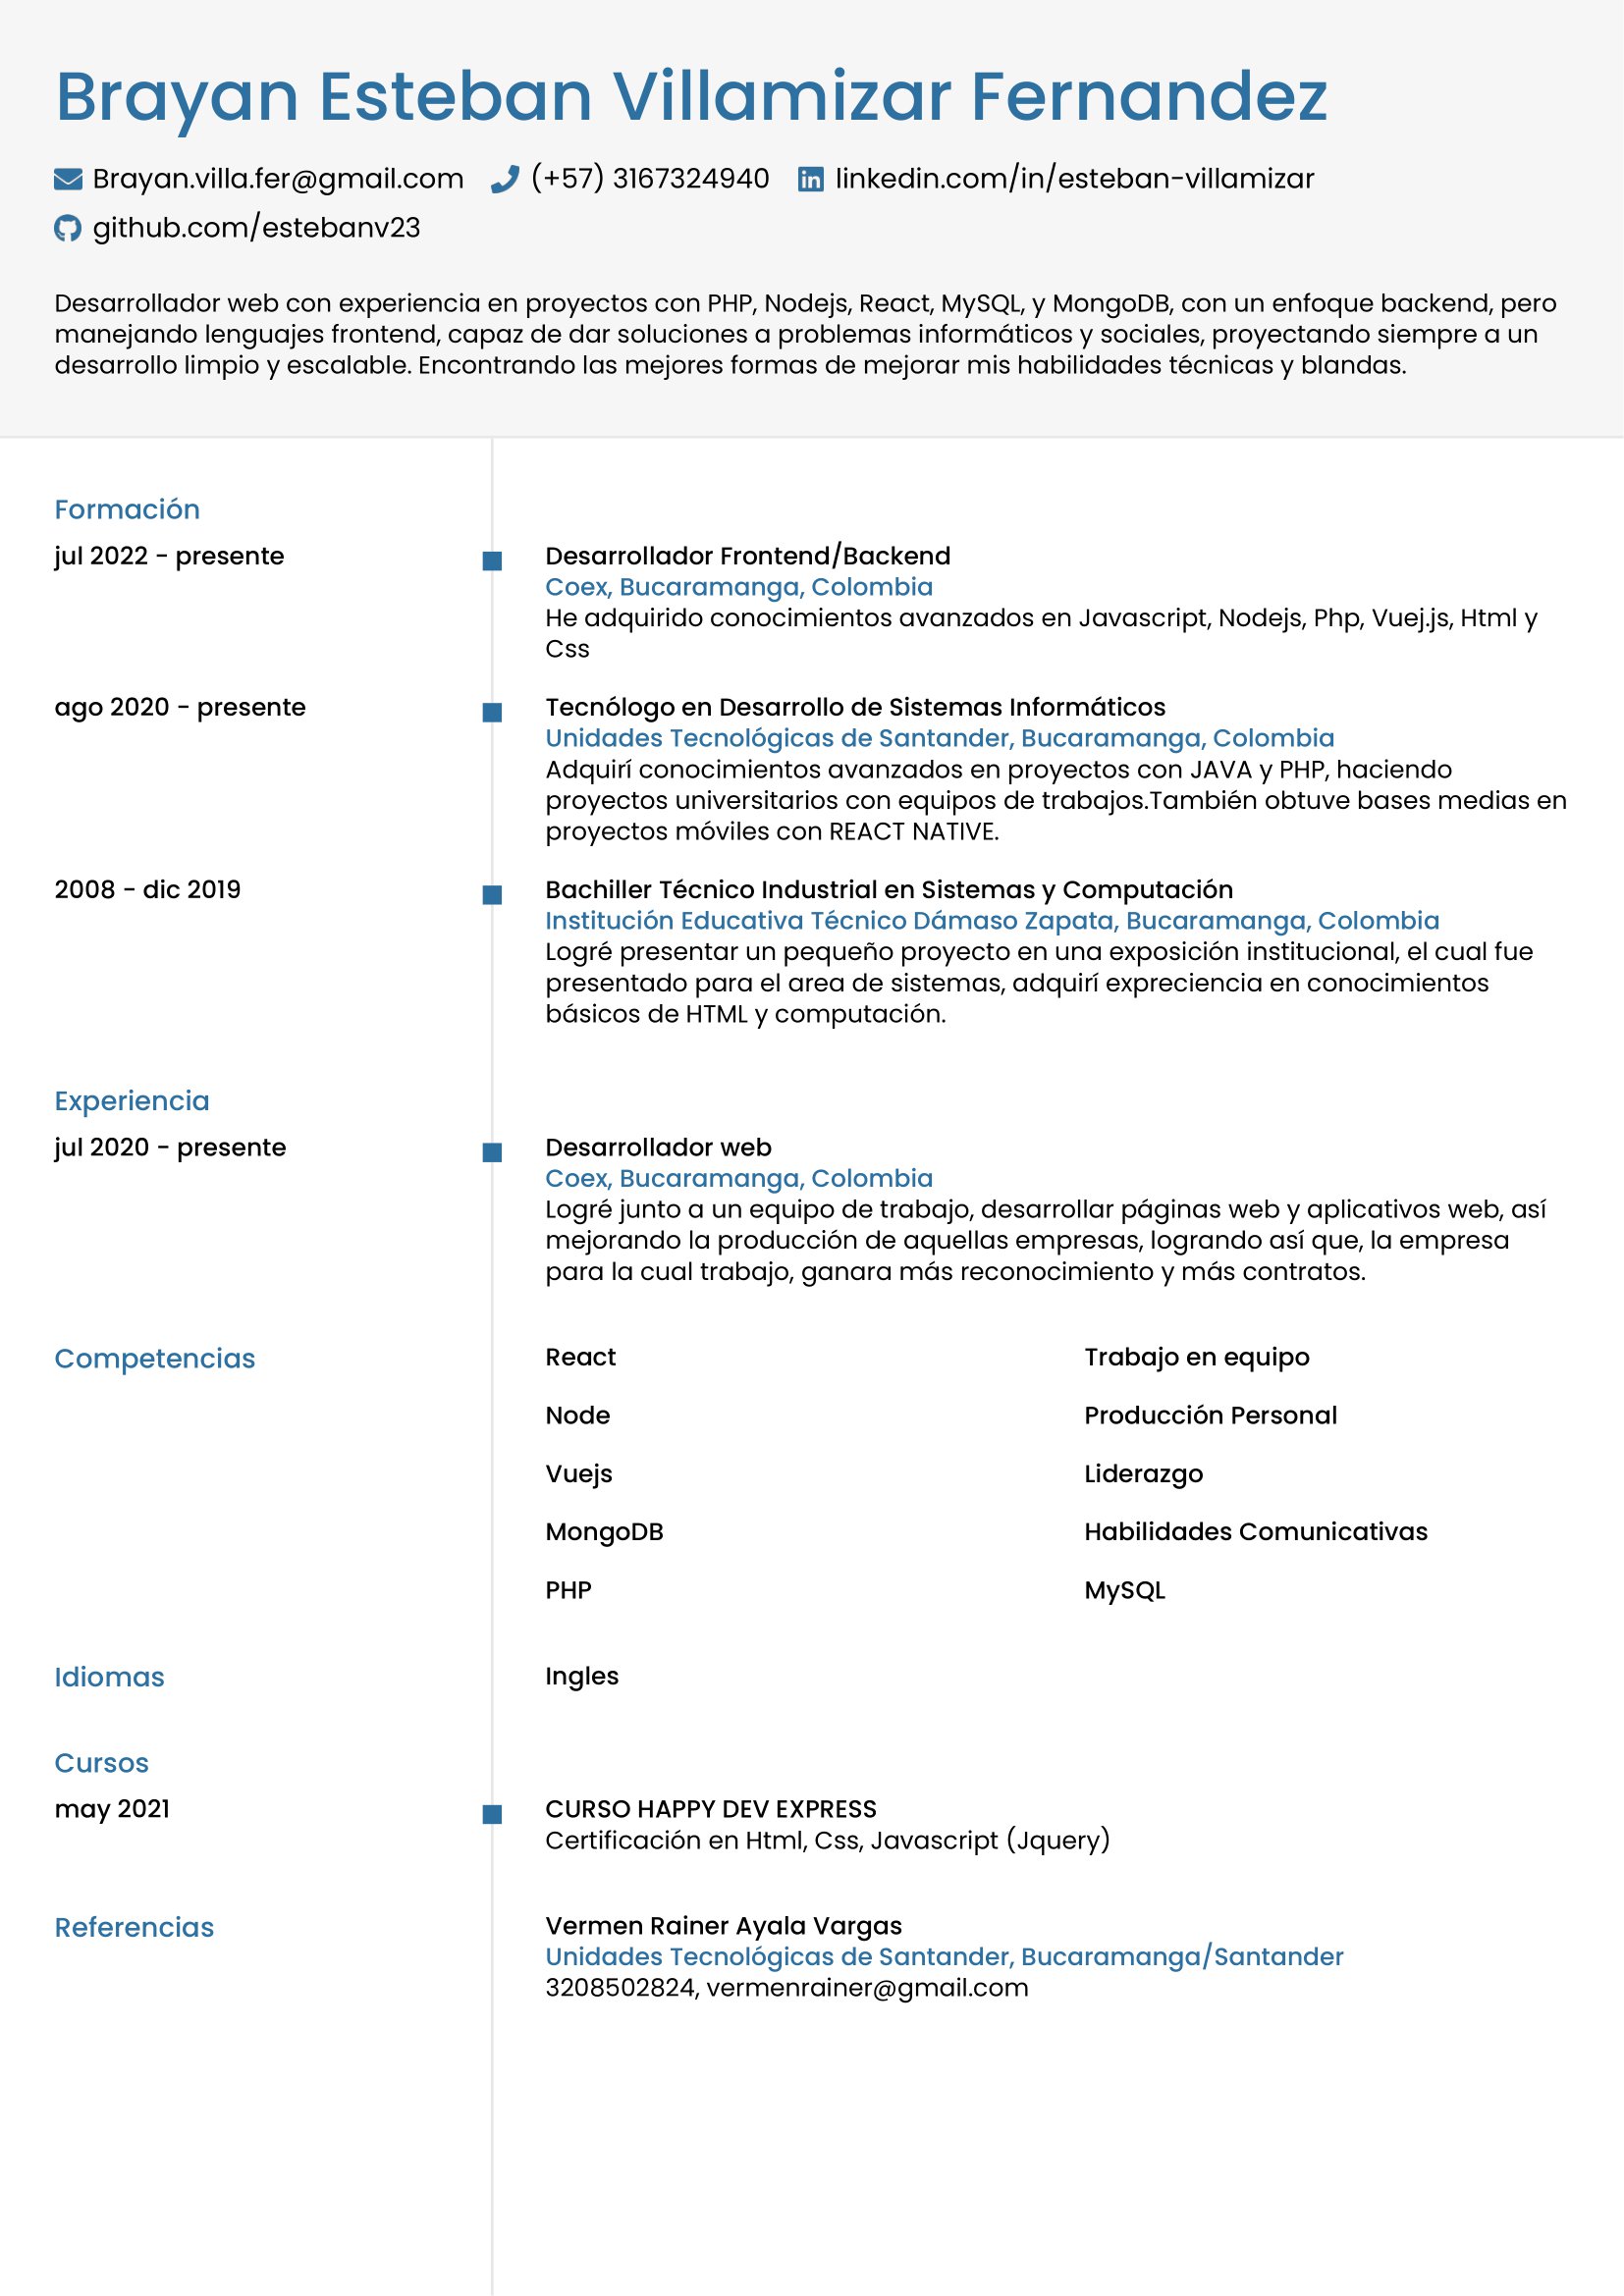 Brayan Esteban Villamizar Fernandez
Brayan.villa.fer@gmail.com (+57) 3167324940 linkedin.com/in/esteban-villamizar
github.com/estebanv23
Desarrollador web con experiencia en proyectos con PHP, Nodejs, React, MySQL, y MongoDB, con un enfoque backend, pero
manejando lenguajes frontend, capaz de dar soluciones a problemas informáticos y sociales, proyectando siempre a un
desarrollo limpio y escalable. Encontrando las mejores formas de mejorar mis habilidades técnicas y blandas.
Formación
jul 2022 - presente
Desarrollador Frontend/Backend
Coex, Bucaramanga, Colombia
He adquirido conocimientos avanzados en Javascript, Nodejs, Php, Vuej.js, Html y
Css
ago 2020 - presente
Tecnólogo en Desarrollo de Sistemas Informáticos
Unidades Tecnológicas de Santander, Bucaramanga, Colombia
Adquirí conocimientos avanzados en proyectos con JAVA y PHP, haciendo
proyectos universitarios con equipos de trabajos.También obtuve bases medias en
proyectos móviles con REACT NATIVE.
2008 - dic 2019
Bachiller Técnico Industrial en Sistemas y Computación
Institución Educativa Técnico Dámaso Zapata, Bucaramanga, Colombia
Logré presentar un pequeño proyecto en una exposición institucional, el cual fue
presentado para el area de sistemas, adquirí expreciencia en conocimientos
básicos de HTML y computación.
Experiencia
jul 2020 - presente
Desarrollador web
Coex, Bucaramanga, Colombia
Logré junto a un equipo de trabajo, desarrollar páginas web y aplicativos web, así
mejorando la producción de aquellas empresas, logrando así que, la empresa
para la cual trabajo, ganara más reconocimiento y más contratos.
Competencias
React
Trabajo en equipo
Node
Producción Personal
Vuejs
Liderazgo
MongoDB
Habilidades Comunicativas
PHP
MySQL
Idiomas
Ingles
Cursos
may 2021
CURSO HAPPY DEV EXPRESS
Certificación en Html, Css, Javascript (Jquery)
Referencias
Vermen Rainer Ayala Vargas
Unidades Tecnológicas de Santander, Bucaramanga/Santander
3208502824, vermenrainer@gmail.com